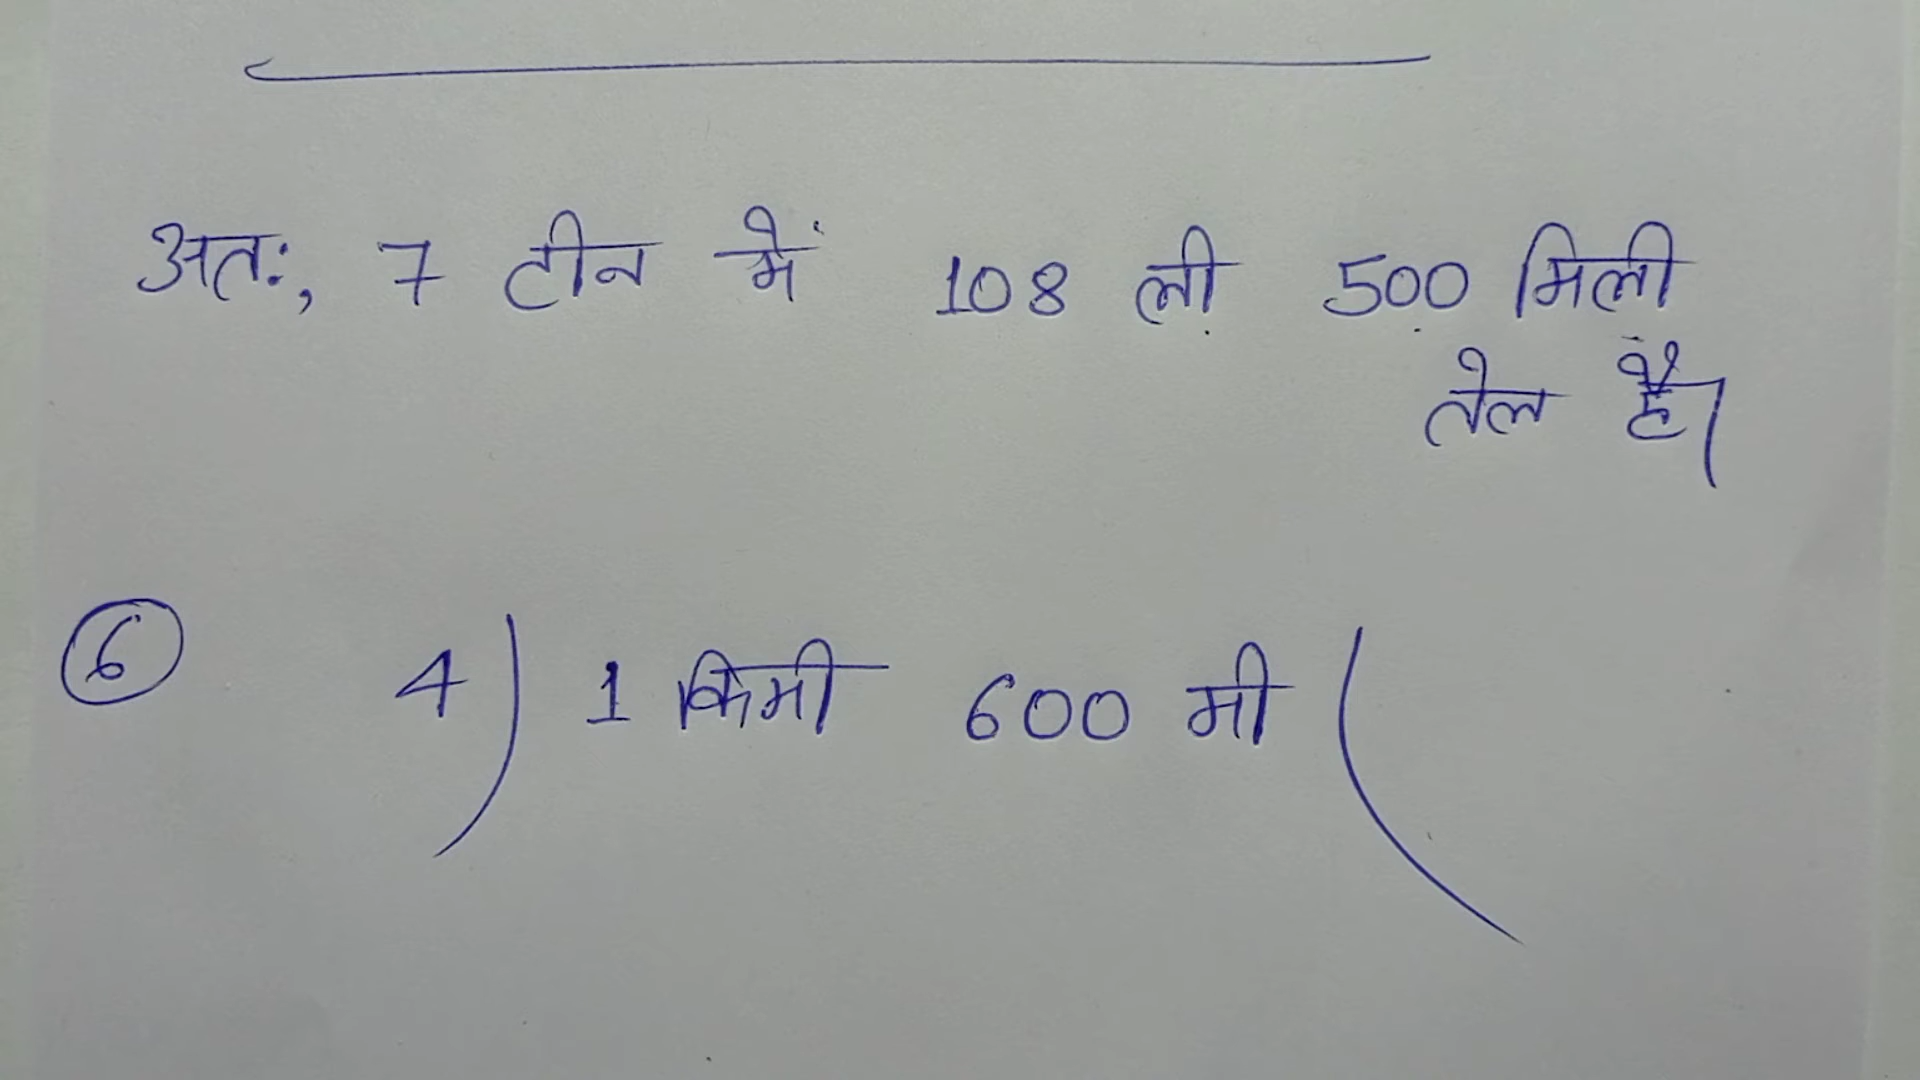 अतः, 7 टीन में 108 ली 500 मिली
तेल है।
6 4) 1 किमी 600 मी (